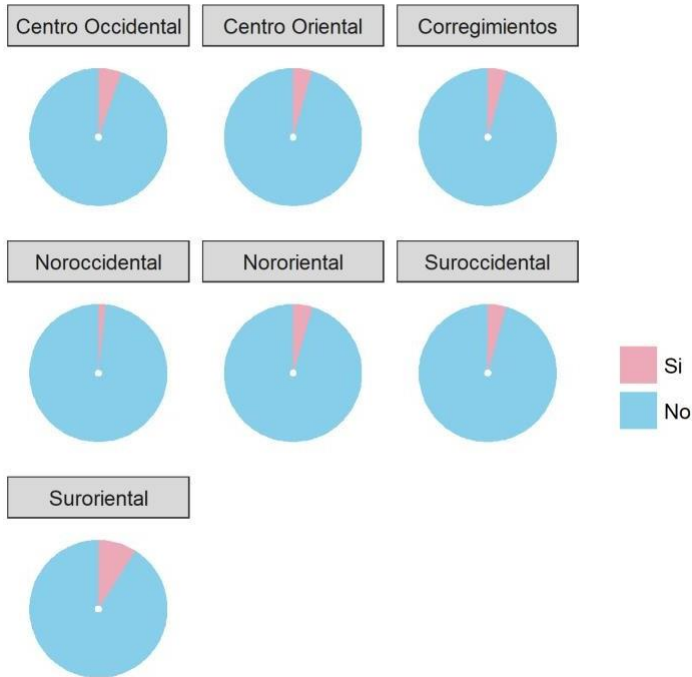 Centro Occidental
Centro Oriental
Corregimientos
Noroccidental
Nororiental
Suroccidental
Si
No
Suroriental